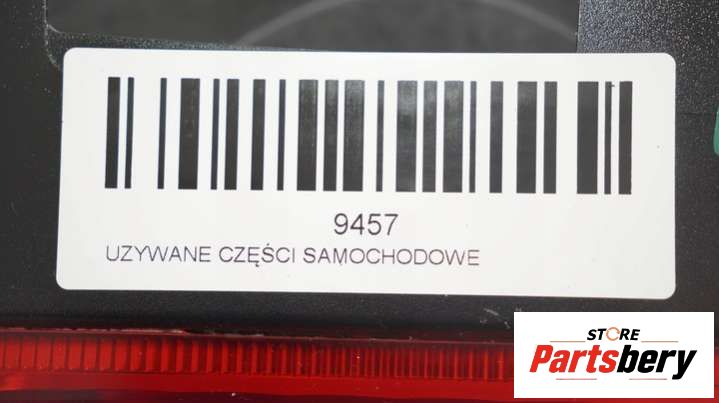 9457
UZYWANE CZĘŚCI SAMOCHODOWE
STORE
Partsbery